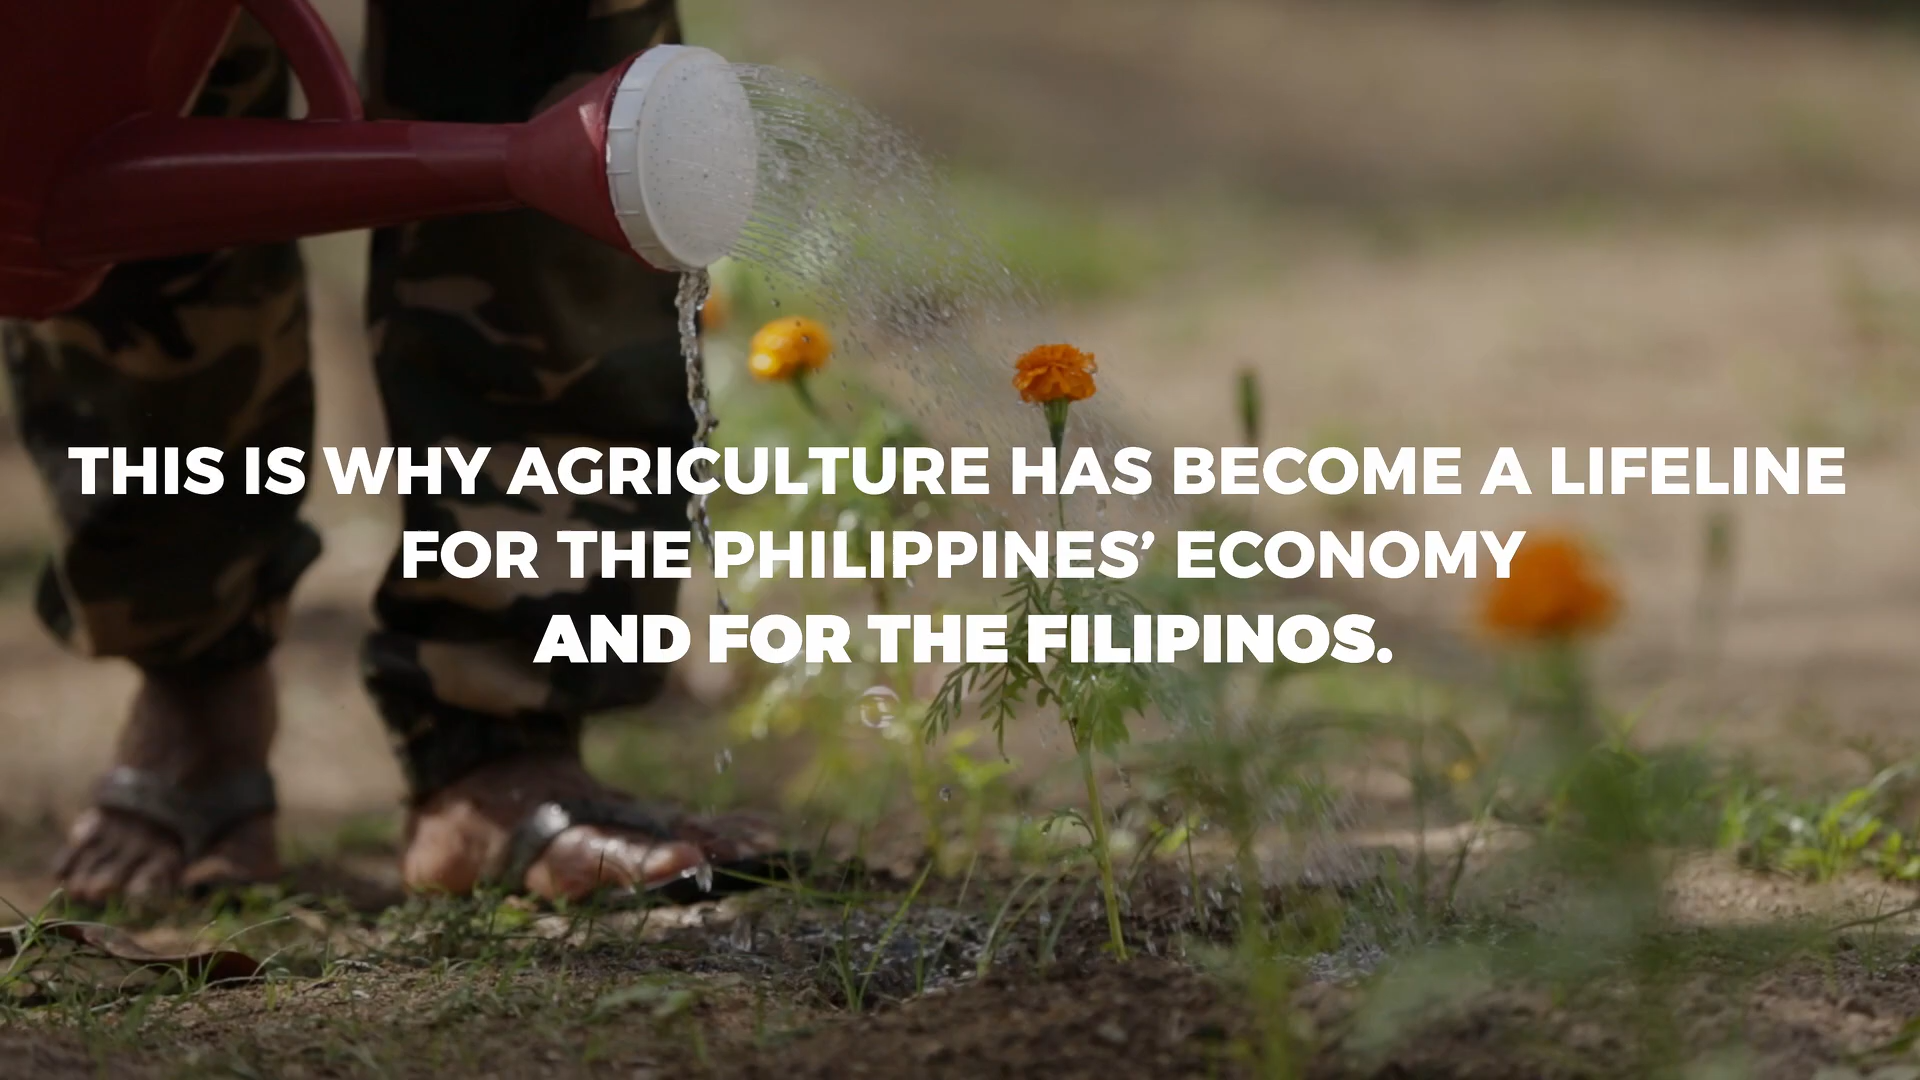 THIS IS WHY AGRICULTURE HAS BECOME A LIFELINE
FOR THE PHILIPPINES’ ECONOMY
AND FOR THE FILIPINOS.